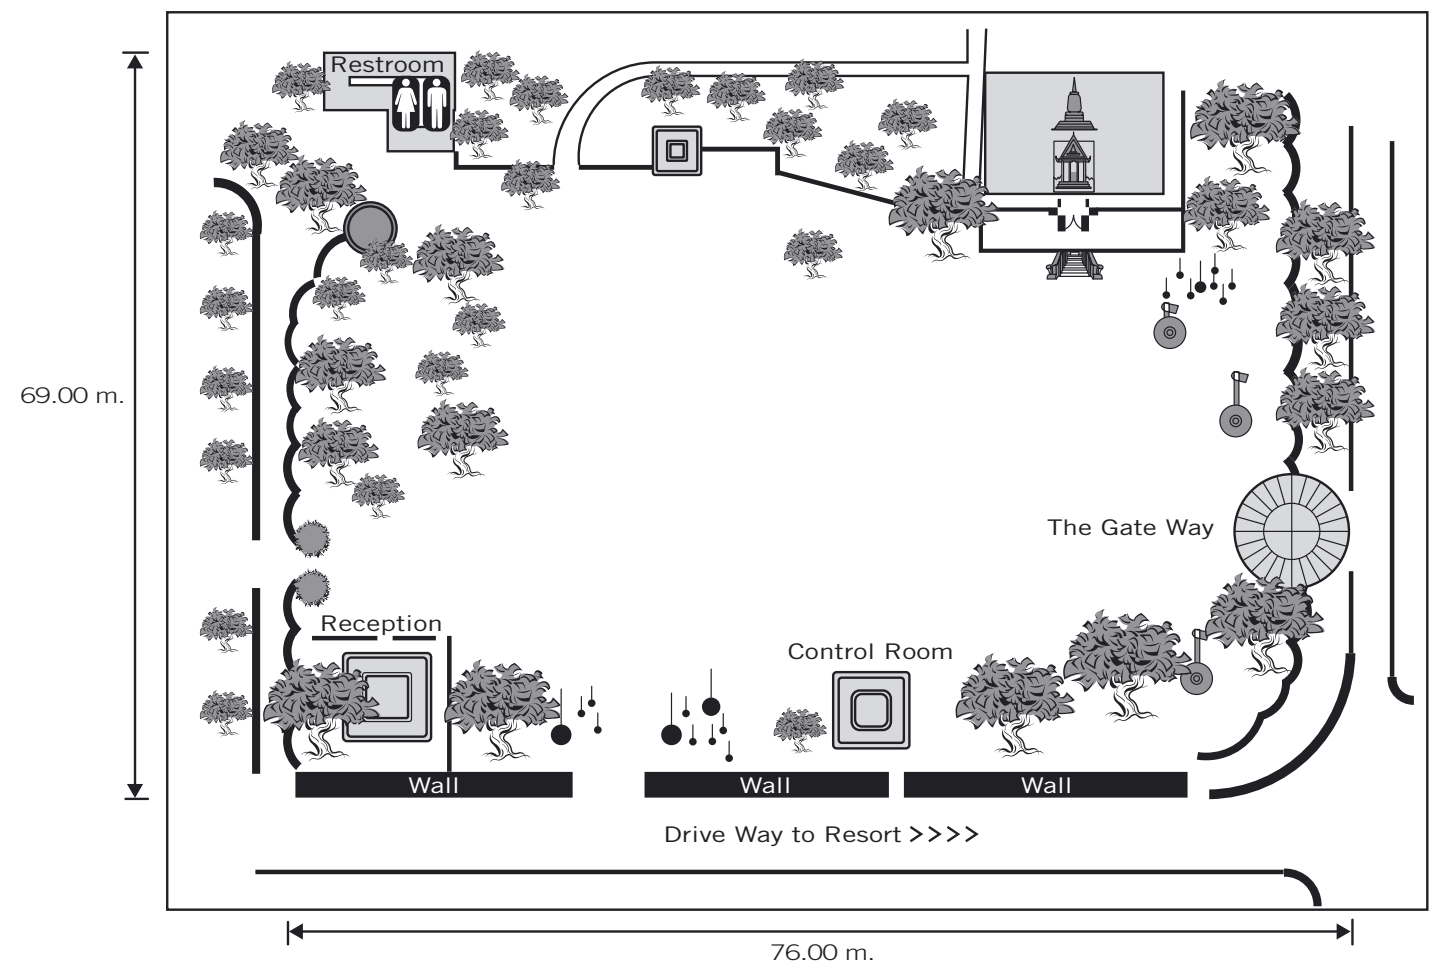 Restroom
69.00 m.
The Gate Way
Reception
Control Room
Wall
Wall
Wall
Drive Way to Resort >>>>
76.00 m.